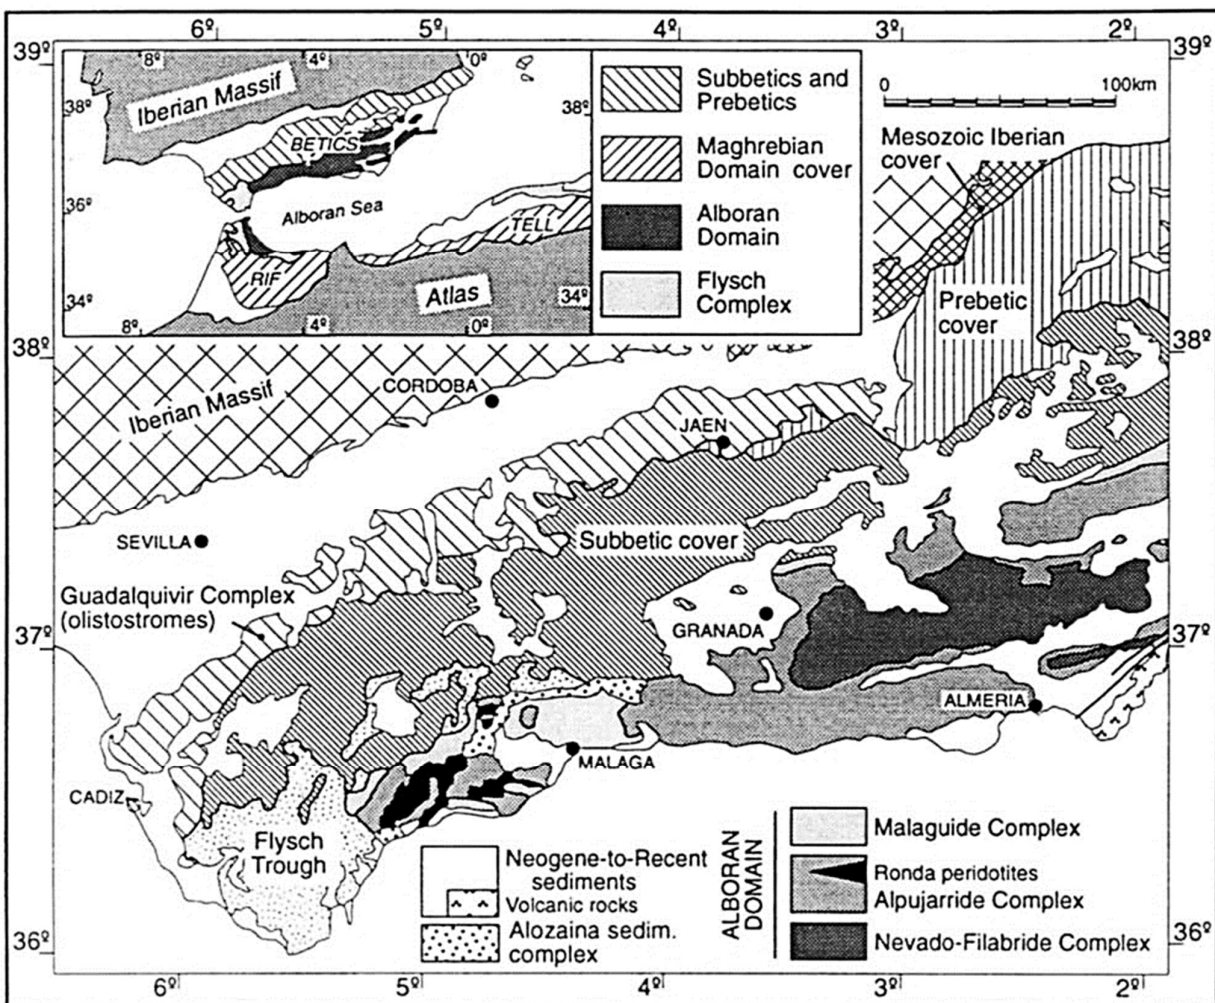 6º 5º 4º 3º 2º
39º 39º
8º 4º 0º
Iberian Massif
38º 38º
BETICS
36º
Alboran Sea
TELL
RIF
Atlas
34º 34º
8º 4º 0º
Subbetics and
Prebetics
Maghrebian
Domain cover
Alboran
Domain
Flysch
Complex
0 100km
Mesozoic Iberian
cover
Prebetic
cover
38º 38º
Iberian Massif
CORDOBA
JAEN
SEVILLA
Subbetic cover
Guadalquivir Complex
(olistostromes)
GRANADA
37º 37º
ALMERIA
MALAGA
CADIZ
Flysch
Trough
Neogene-to-Recent
sediments
Volcanic rocks
Alozaina sedim.
complex
ALBORAN
DOMAIN
Malaguide Complex
Ronda peridotites
Alpujarride Complex
Nevado-Filabride Complex
36º 36º
6º 5º 4º 3º 2º